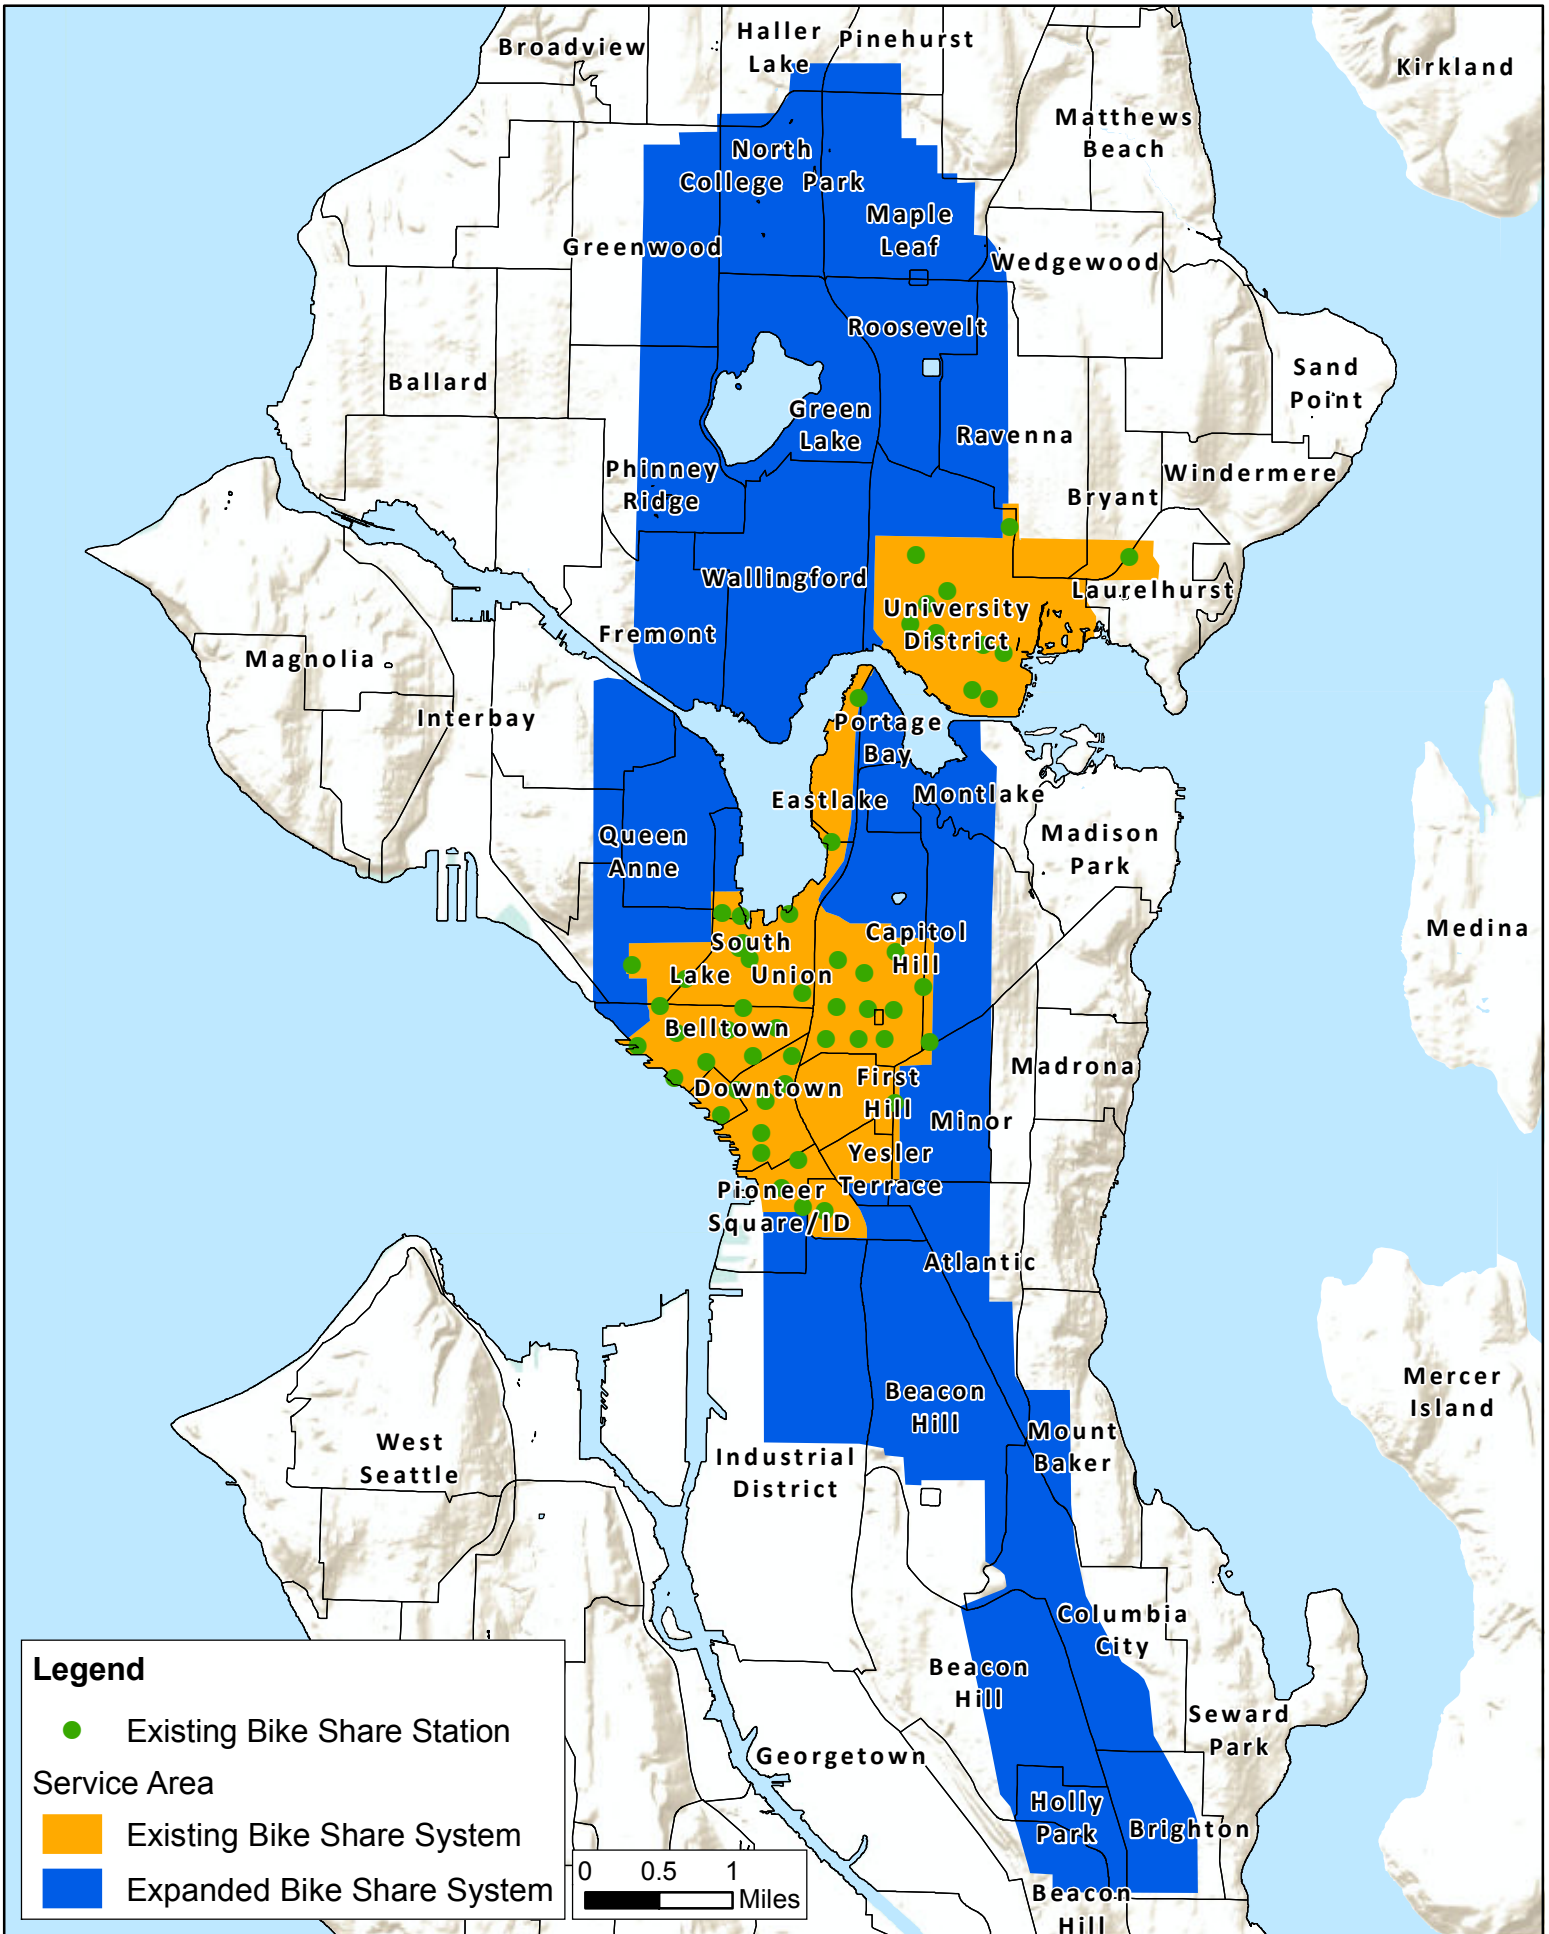 Broadview
Haller
Lake
Pinehurst
Kirkland
Matthews
Beach
North
College Park
Maple
Leaf
Greenwood
Wedgewood
Roosevelt
Sand
Point
Ballard
Green
Lake
Ravenna
Phinney
Ridge
Windermere
Bryant
Wallingford
Laurelhurst
University
District
Fremont
Magnolia
Interbay
Portage
Bay
Eastlake
Montlake
Queen
Anne
Madison
Park
Medina
Capitol
Hill
South
Lake Union
Belltown
Madrona
Downtown
First
Hill
Minor
Yesler
Terrace
Pioneer
Square/ID
Atlantic
Mercer
Island
Beacon
Hill
Mount
Baker
West
Seattle
Industrial
District
Columbia
City
Beacon
Hill
Seward
Park
Georgetown
Holly
Park
Brighton
Beacon
Hill
Legend
Existing Bike Share Station
Service Area
Existing Bike Share System
Expanded Bike Share System
0 0.5 1
Miles